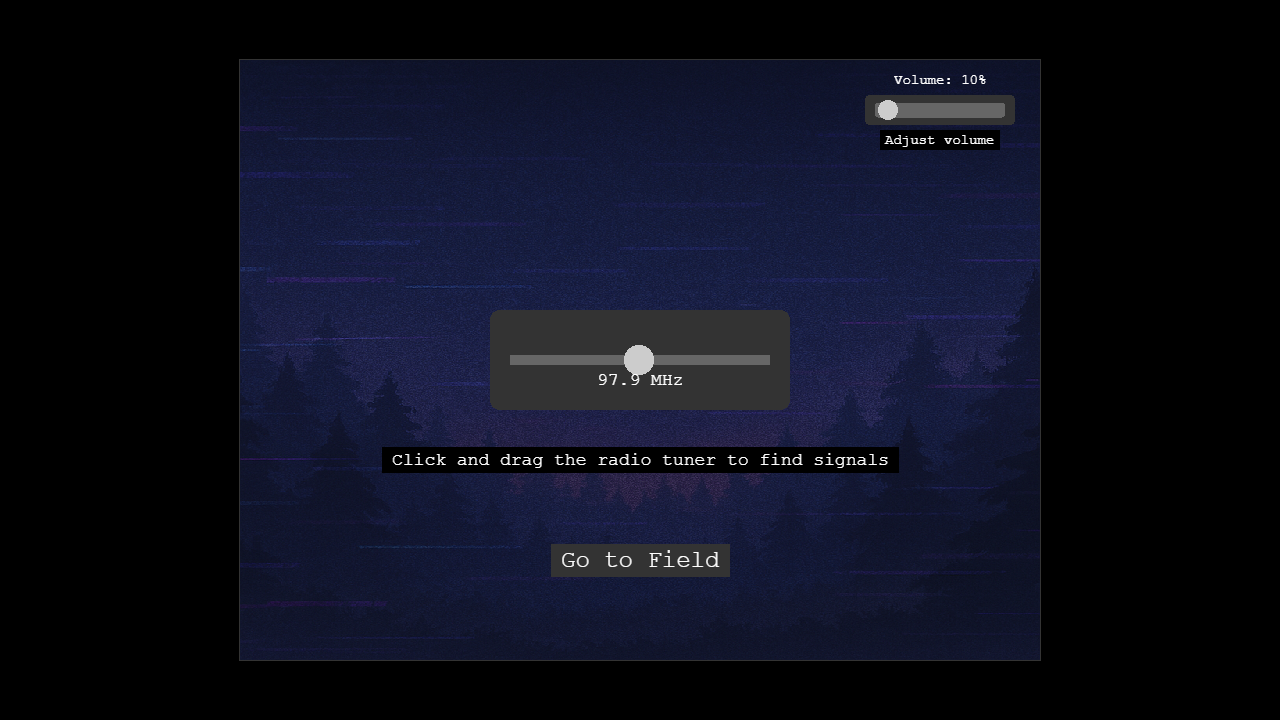 Volume: 10%
Adjust volume
97.9 MHz
Click and drag the radio tuner to find signals
Go to Field